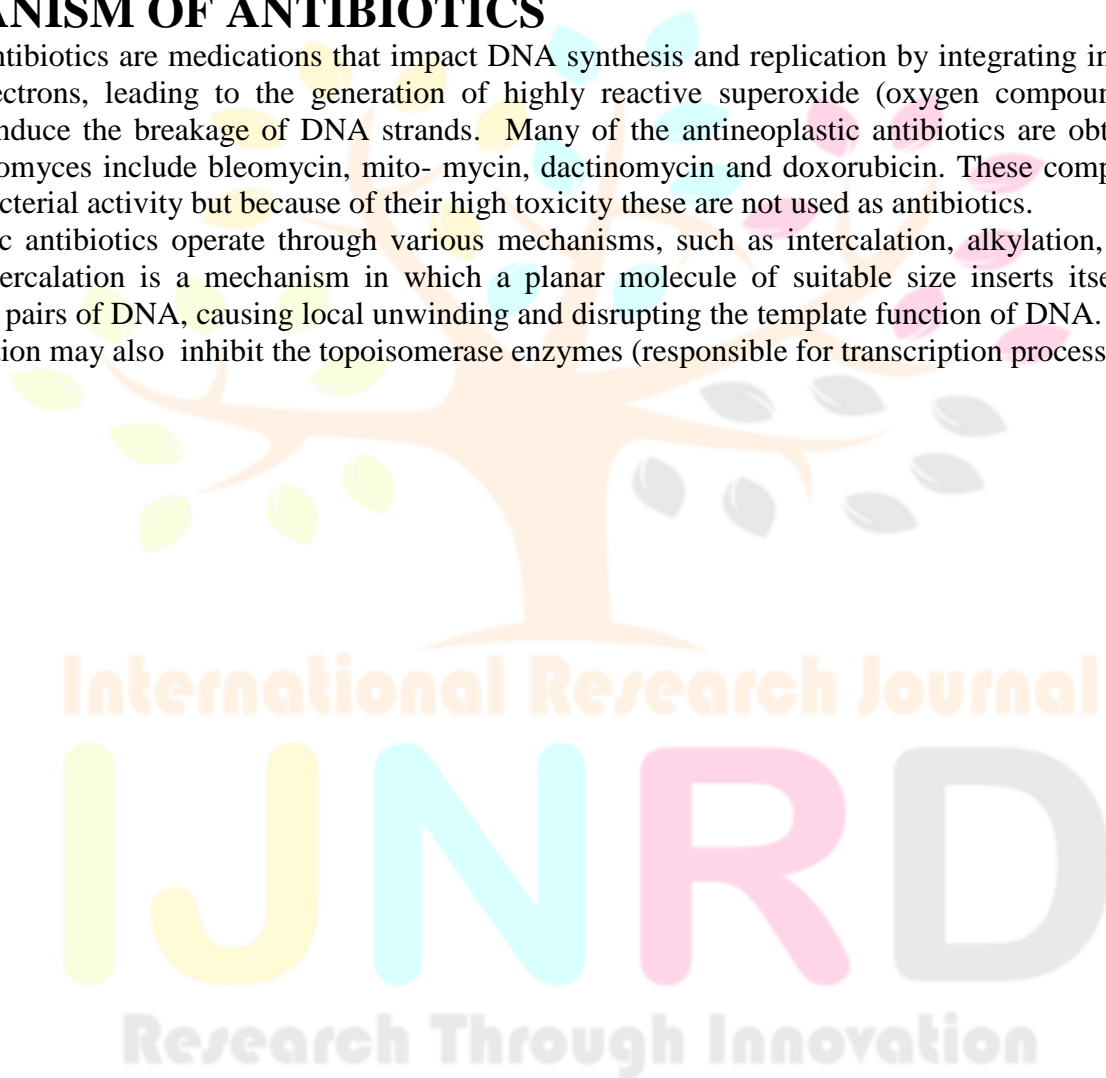 ANISM OF ANTIBIOTICS
ntibiotics are medications that impact DNA synthesis and replication by integrating in
ectrons, leading to the generation of highly reactive superoxide (oxygen compoun
nduce the breakage of DNA strands. Many of the antineoplastic antibiotics are obt
omyces include bleomycin, mito- mycin, dactinomycin and doxorubicin. These comp
cterial activity but because of their high toxicity these are not used as antibiotics.
c antibiotics operate through various mechanisms, such as intercalation, alkylation,
ercalation is a mechanism in which a planar molecule of suitable size inserts itse
pairs of DNA, causing local unwinding and disrupting the template function of DNA.
tion may also inhibit the topoisomerase enzymes (responsible for transcription process
International Research Journal
IJNRD
Research Through Innovation